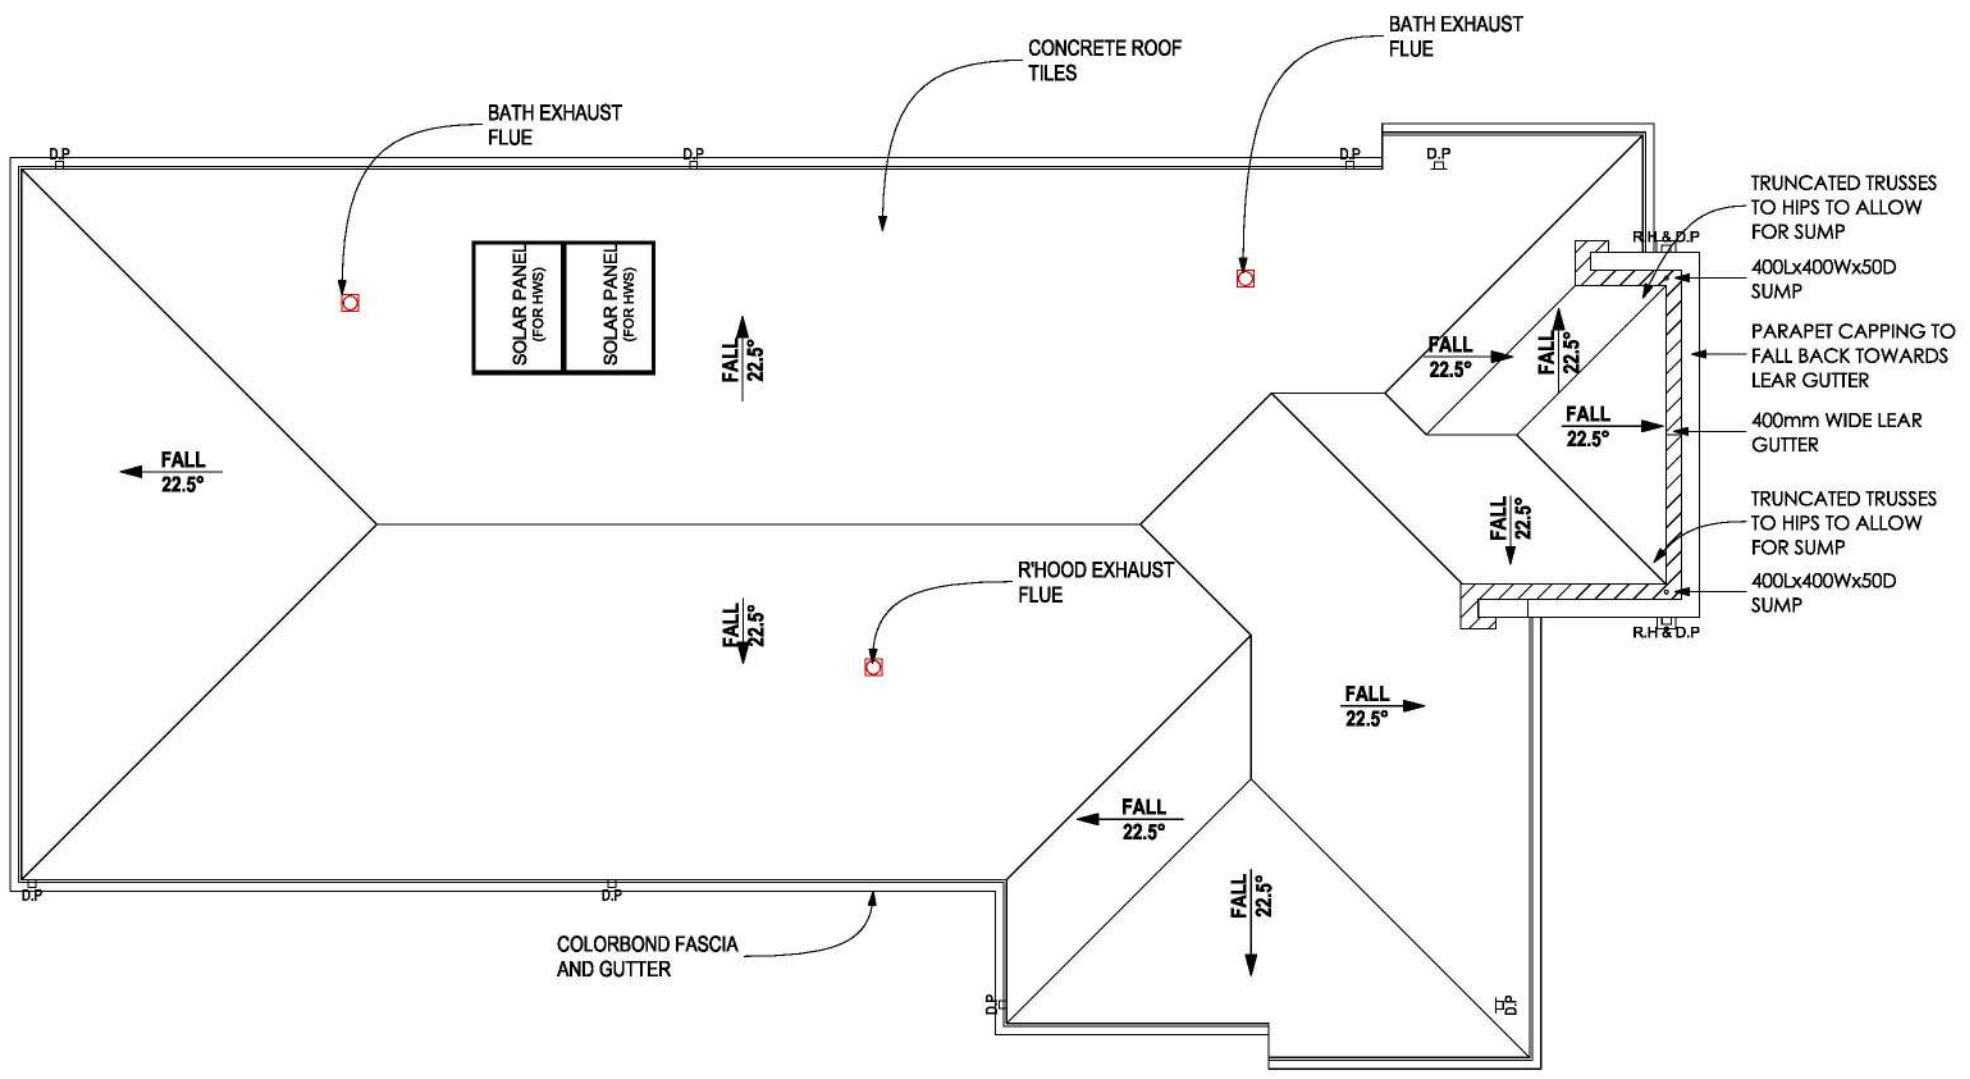 BATH EXHAUST
FLUE
CONCRETE ROOF
TILES
BATH EXHAUST
FLUE
D.P
D.P
D.P
D.P
TRUNCATED TRUSSES
TO HIPS TO ALLOW
FOR SUMP
R.H & D.P
400Lx400Wx50D
SUMP
SOLAR PANEL
(FOR HWS)
SOLAR PANEL
(FOR HWS)
FALL
22.5°
FALL
22.5°
FALL
22.5°
PARAPET CAPPING TO
FALL BACK TOWARDS
LEAR GUTTER
FALL
22.5°
400mm WIDE LEAR
GUTTER
FALL
22.5°
FALL
22.5°
TRUNCATED TRUSSES
TO HIPS TO ALLOW
FOR SUMP
R'HOOD EXHAUST
FLUE
400Lx400Wx50D
SUMP
R.H & D.P
FALL
22.5°
FALL
22.5°
FALL
22.5°
FALL
22.5°
D.P
D.P
COLORBOND FASCIA
AND GUTTER
D.P
D.P